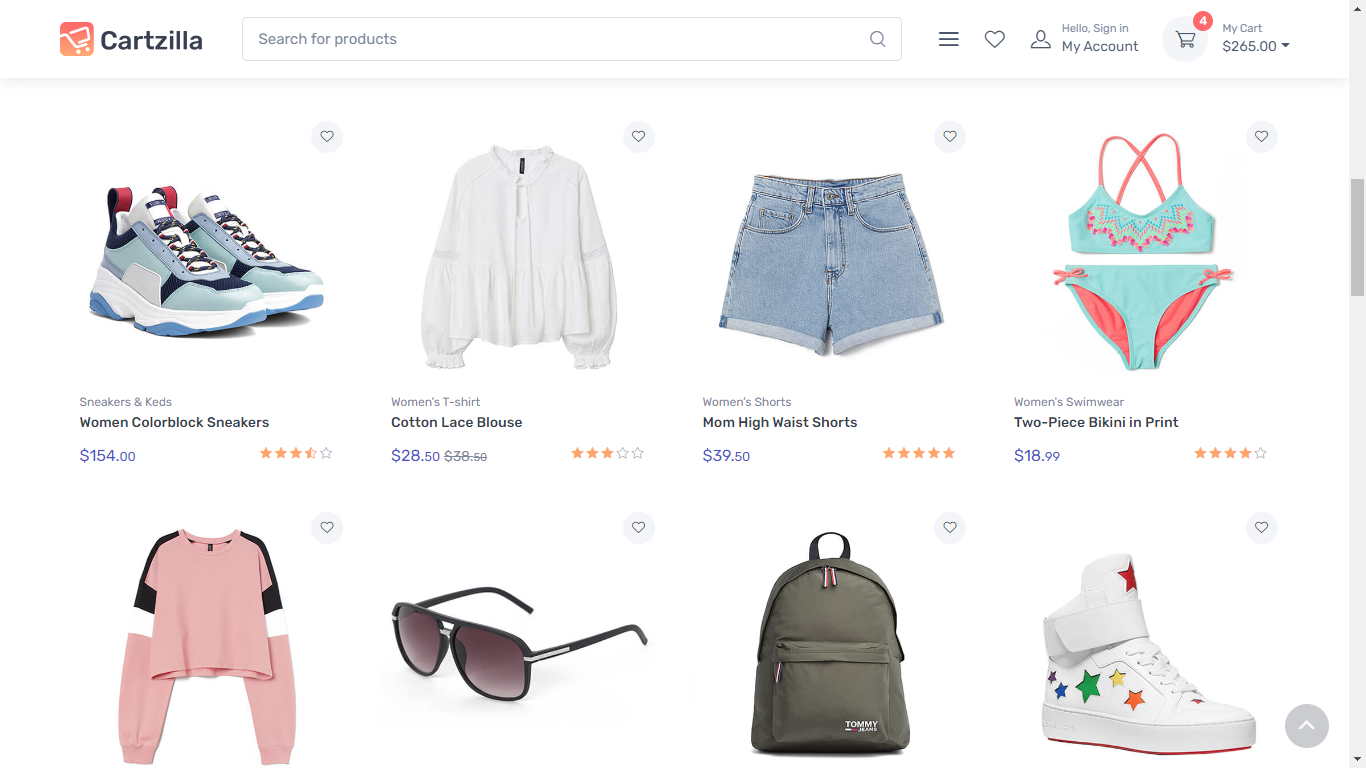 Cartzilla
Search for products
Hello, Sign in
My Account
4
My Cart
$265.00
Sneakers & Keds
Women Colorblock Sneakers
$154.00
Women's T-shirt
Cotton Lace Blouse
$28.50 $38.50
Women's Shorts
Mom High Waist Shorts
$39.50
Women's Swimwear
Two-Piece Bikini in Print
$18.99
TOMMY
JEANS